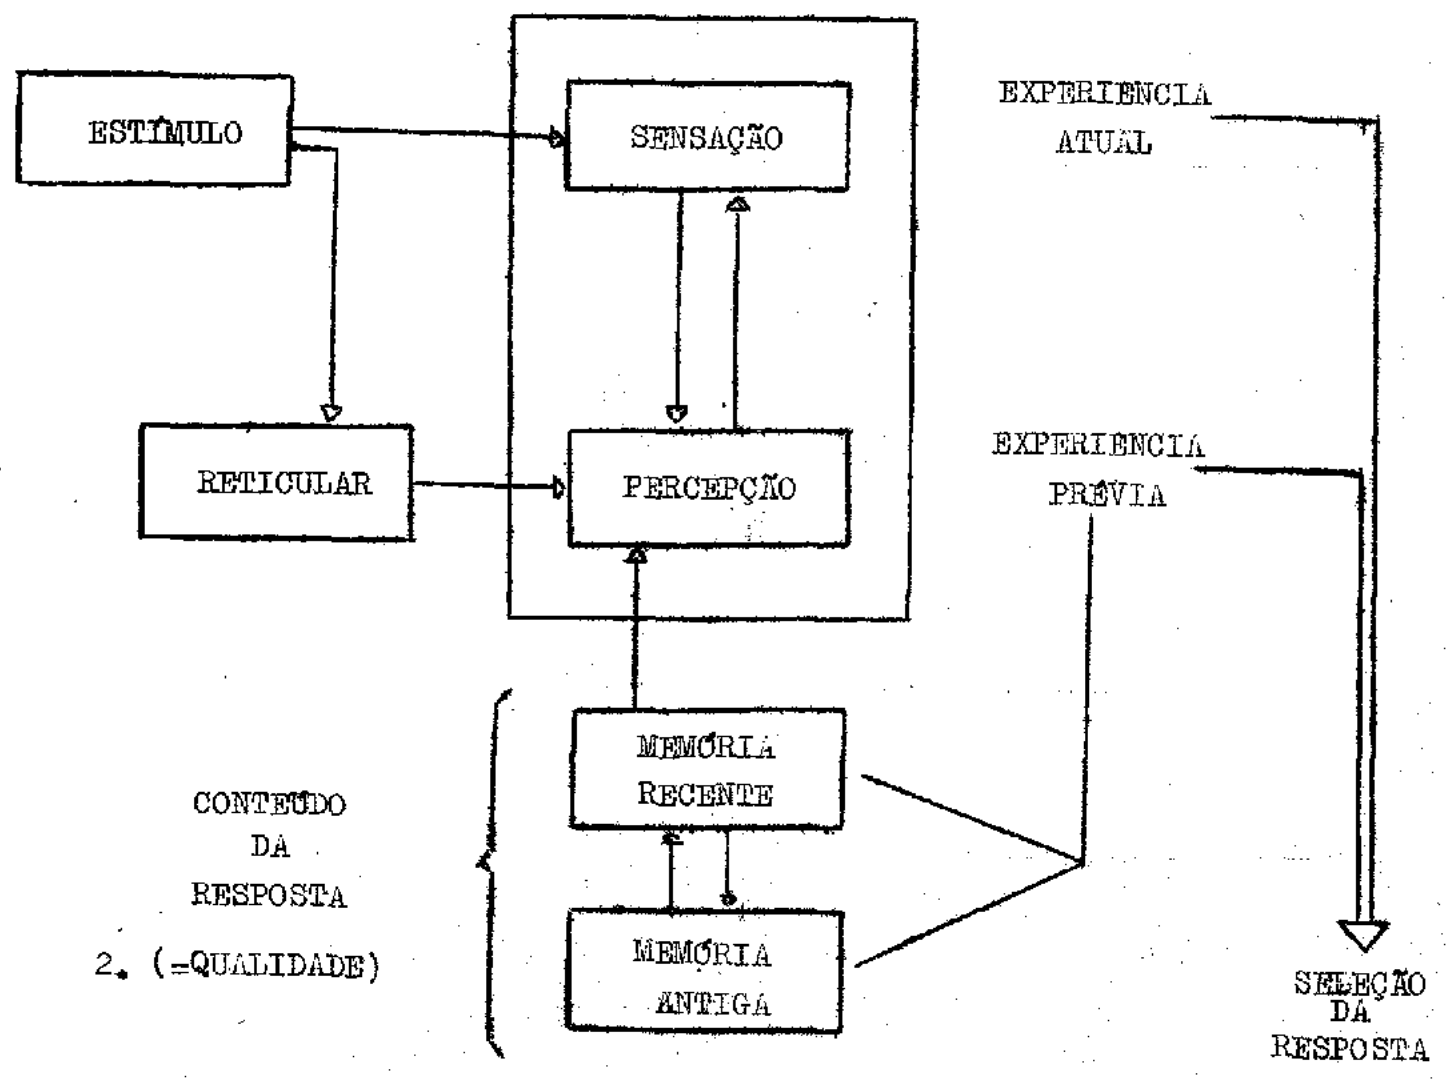 ESTÍMULO
SENSAÇÃO
EXPERIENCIA
ATUAL
RETICULAR
PERCEPÇÃO
EXPERIENCIA
PRÉVIA
MEMÓRIA
RECENTE
CONTEÚDO
DA
RESPOSTA
2. (=QUALIDADE)
MEMÓRIA
ANTIGA
SELEÇÃO
DA
RESPOSTA